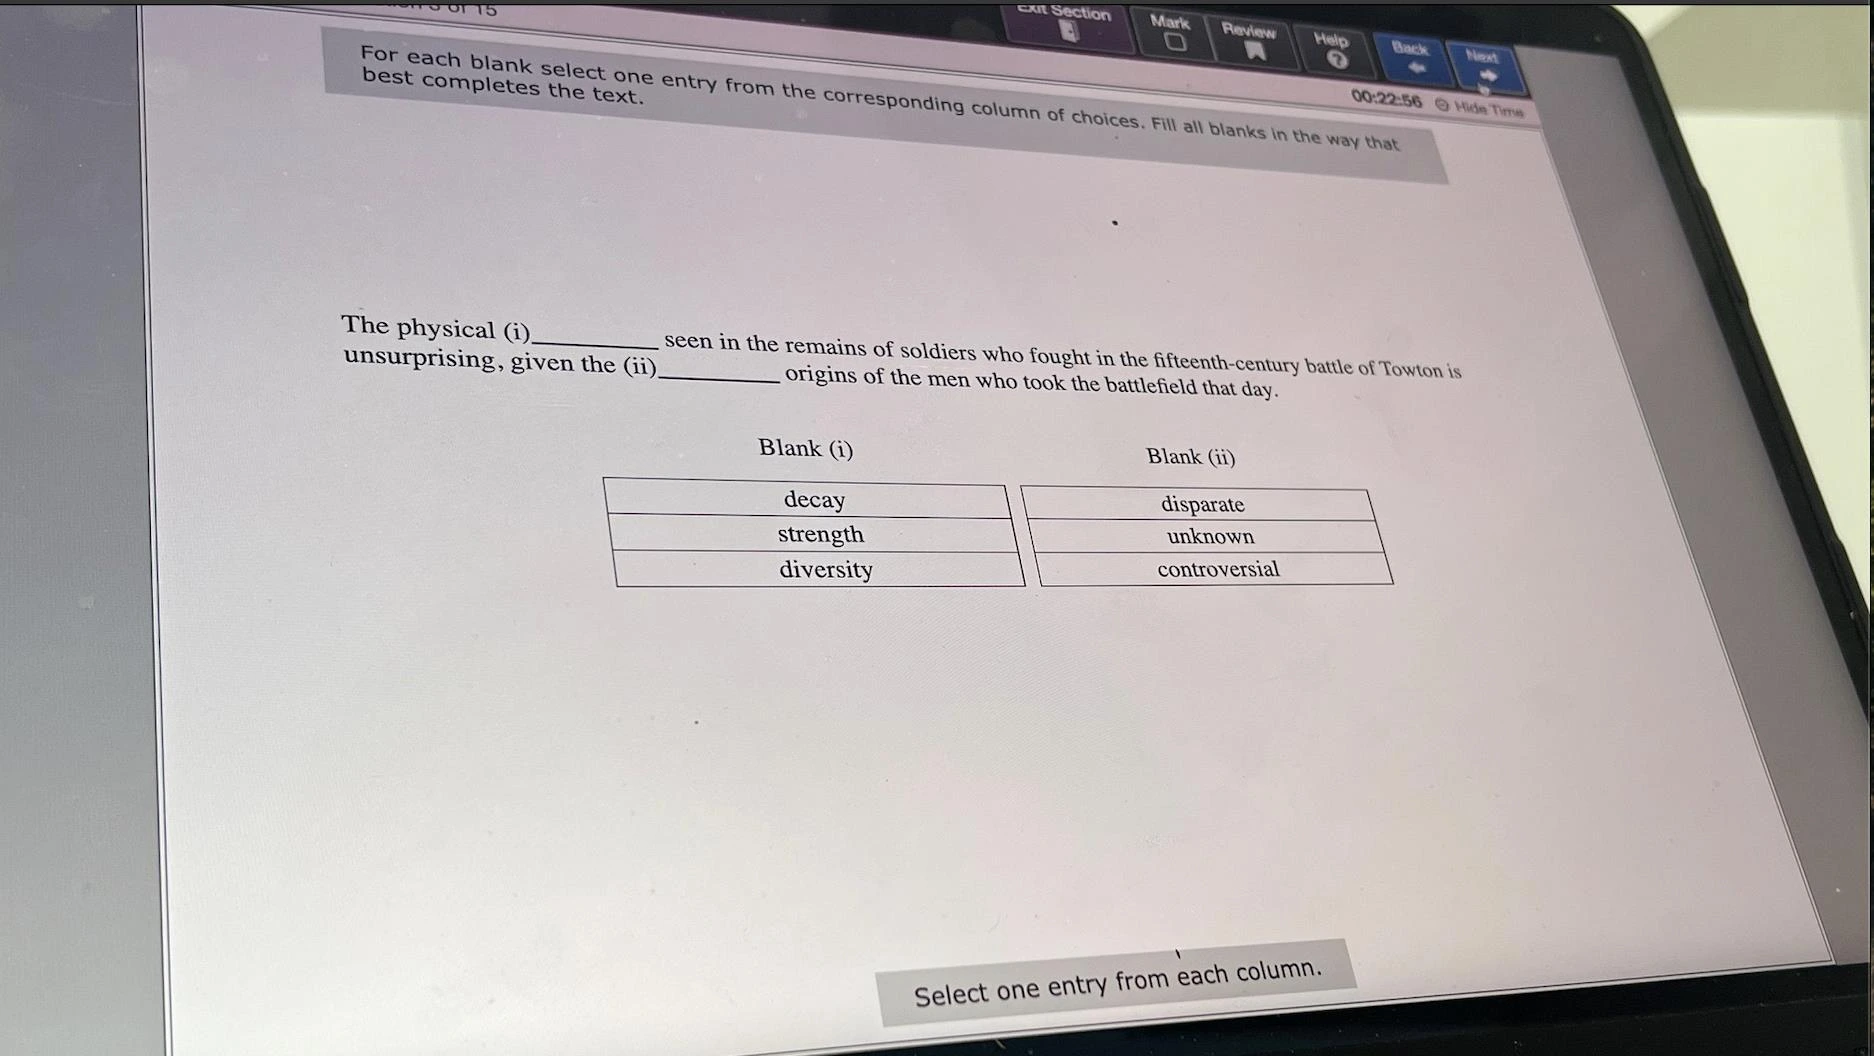 of 15
Exit Section
Mark
Review
Help
Back
Next
00:22:56 Hide Time
For each blank select one entry from the corresponding column of choices. Fill all blanks in the way that
best completes the text.
The physical (i)__________ seen in the remains of soldiers who fought in the fifteenth-century battle of Towton is
unsurprising, given the (ii)__________ origins of the men who took the battlefield that day.
Blank (i)
decay
strength
diversity
Blank (ii)
disparate
unknown
controversial
Select one entry from each column.